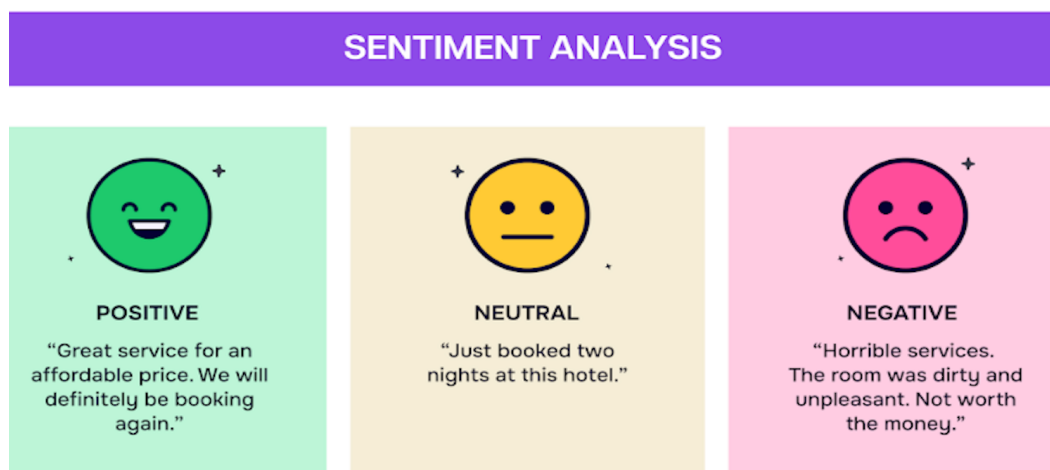 SENTIMENT ANALYSIS
POSITIVE
“Great service for an
affordable price. We will
definitely be booking
again.”
NEUTRAL
“Just booked two
nights at this hotel.”
NEGATIVE
“Horrible services.
The room was dirty and
unpleasant. Not worth
the money.”